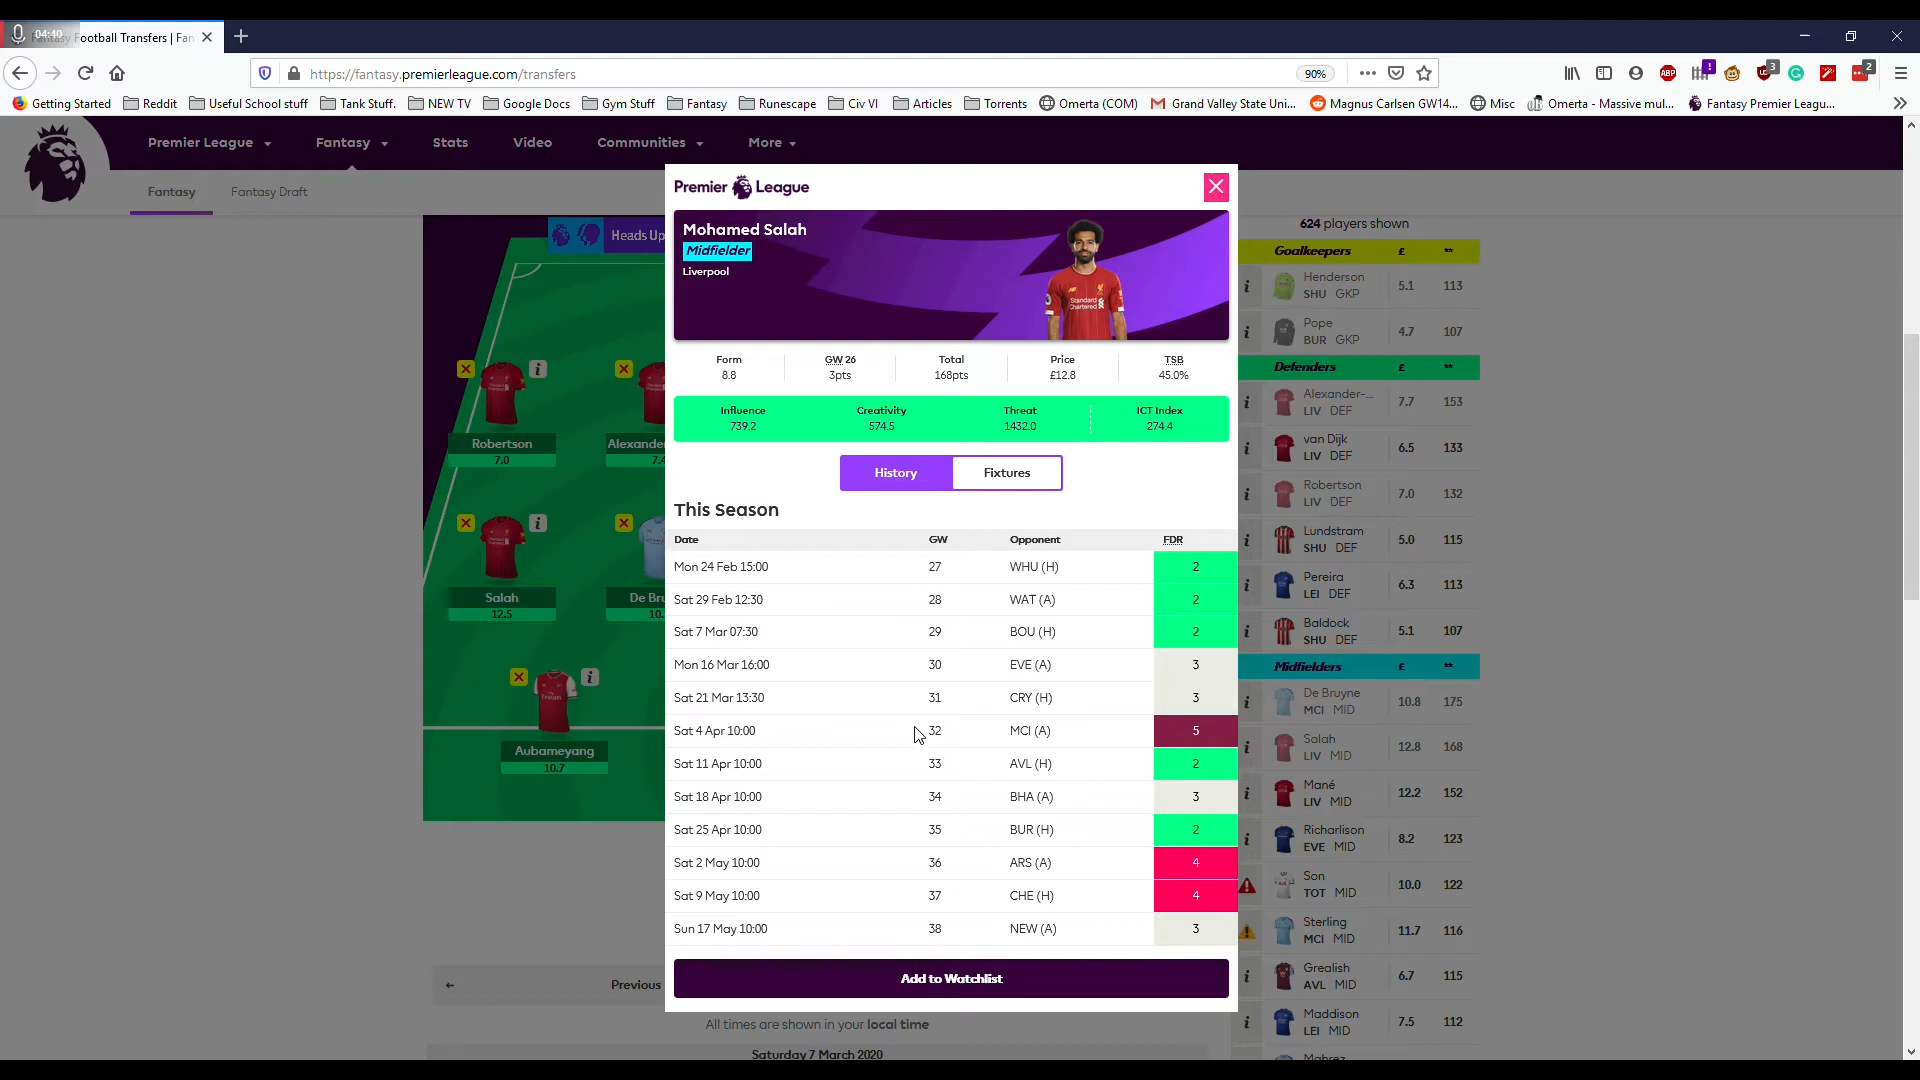 04:40
Football Transfers | Fan
https://fantasy.premierleague.com/transfers
90%
! 3 2
Getting Started Reddit Useful School stuff Tank Stuff. NEW TV Google Docs Gym Stuff Fantasy Runescape Civ VI Articles Torrents Omerta (COM) Grand Valley State Uni... Magnus Carlsen GW14... Misc Omerta - Massive mul... Fantasy Premier Leagu...
Premier League Fantasy Stats Video Communities More
Fantasy Fantasy Draft
Heads Up
Robertson
7.0
Alexander
7.4
Salah
12.5
De Bru
10.
Aubameyang
10.7
Previous
All times are shown in your local time
Saturday 7 March 2020
Premier League
Mohamed Salah
Midfielder
Liverpool
Standard Chartered
Form GW 26 Total Price TSB
8.8 3pts 168pts £12.8 45.0%
Influence Creativity Threat ICT Index
739.2 574.5 1432.0 274.4
History Fixtures
This Season
Date GW Opponent FDR
Mon 24 Feb 15:00 27 WHU (H) 2
Sat 29 Feb 12:30 28 WAT (A) 2
Sat 7 Mar 07:30 29 BOU (H) 2
Mon 16 Mar 16:00 30 EVE (A) 3
Sat 21 Mar 13:30 31 CRY (H) 3
Sat 4 Apr 10:00 32 MCI (A) 5
Sat 11 Apr 10:00 33 AVL (H) 2
Sat 18 Apr 10:00 34 BHA (A) 3
Sat 25 Apr 10:00 35 BUR (H) 2
Sat 2 May 10:00 36 ARS (A) 4
Sat 9 May 10:00 37 CHE (H) 4
Sun 17 May 10:00 38 NEW (A) 3
Add to Watchlist
624 players shown
Goalkeepers £ **
Henderson
SHU GKP 5.1 113
Pope
BUR GKP 4.7 107
Defenders £ **
Alexander-...
LIV DEF 7.7 153
van Dijk
LIV DEF 6.5 133
Robertson
LIV DEF 7.0 132
Lundstram
SHU DEF 5.0 115
Pereira
LEI DEF 6.3 113
Baldock
SHU DEF 5.1 107
Midfielders £ **
De Bruyne
MCI MID 10.8 175
Salah
LIV MID 12.8 168
Mané
LIV MID 12.2 152
Richarlison
EVE MID 8.2 123
Son
TOT MID 10.0 122
Sterling
MCI MID 11.7 116
Grealish
AVL MID 6.7 115
Maddison
LEI MID 7.5 112
Mahrez